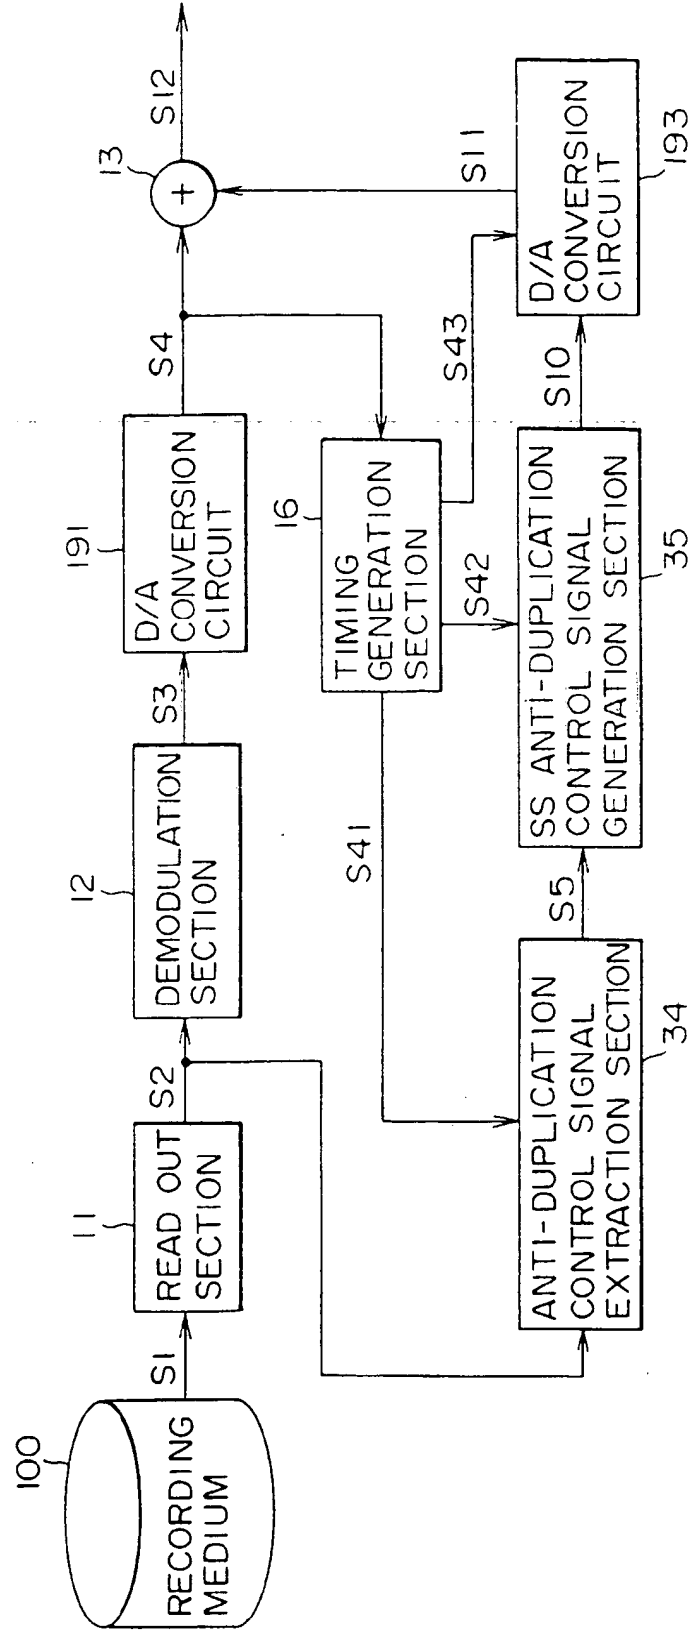 100
RECORDING
MEDIUM
S1
11
READ OUT
SECTION
S2
12
DEMODULATION
SECTION
S3
191
D/A
CONVERSION
CIRCUIT
S4
13
+
S12
16
TIMING
GENERATION
SECTION
S41
S42
S43
S11
ANTI-DUPLICATION
CONTROL SIGNAL
EXTRACTION SECTION
34
S5
SS ANTI-DUPLICATION
CONTROL SIGNAL
GENERATION SECTION
35
S10
D/A
CONVERSION
CIRCUIT
193